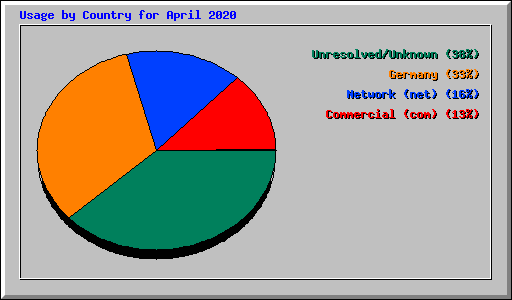 Usage by Country for April 2020
Unresolved/Unknown (38%)
Germany (33%)
Network (net) (16%)
Commercial (com) (13%)